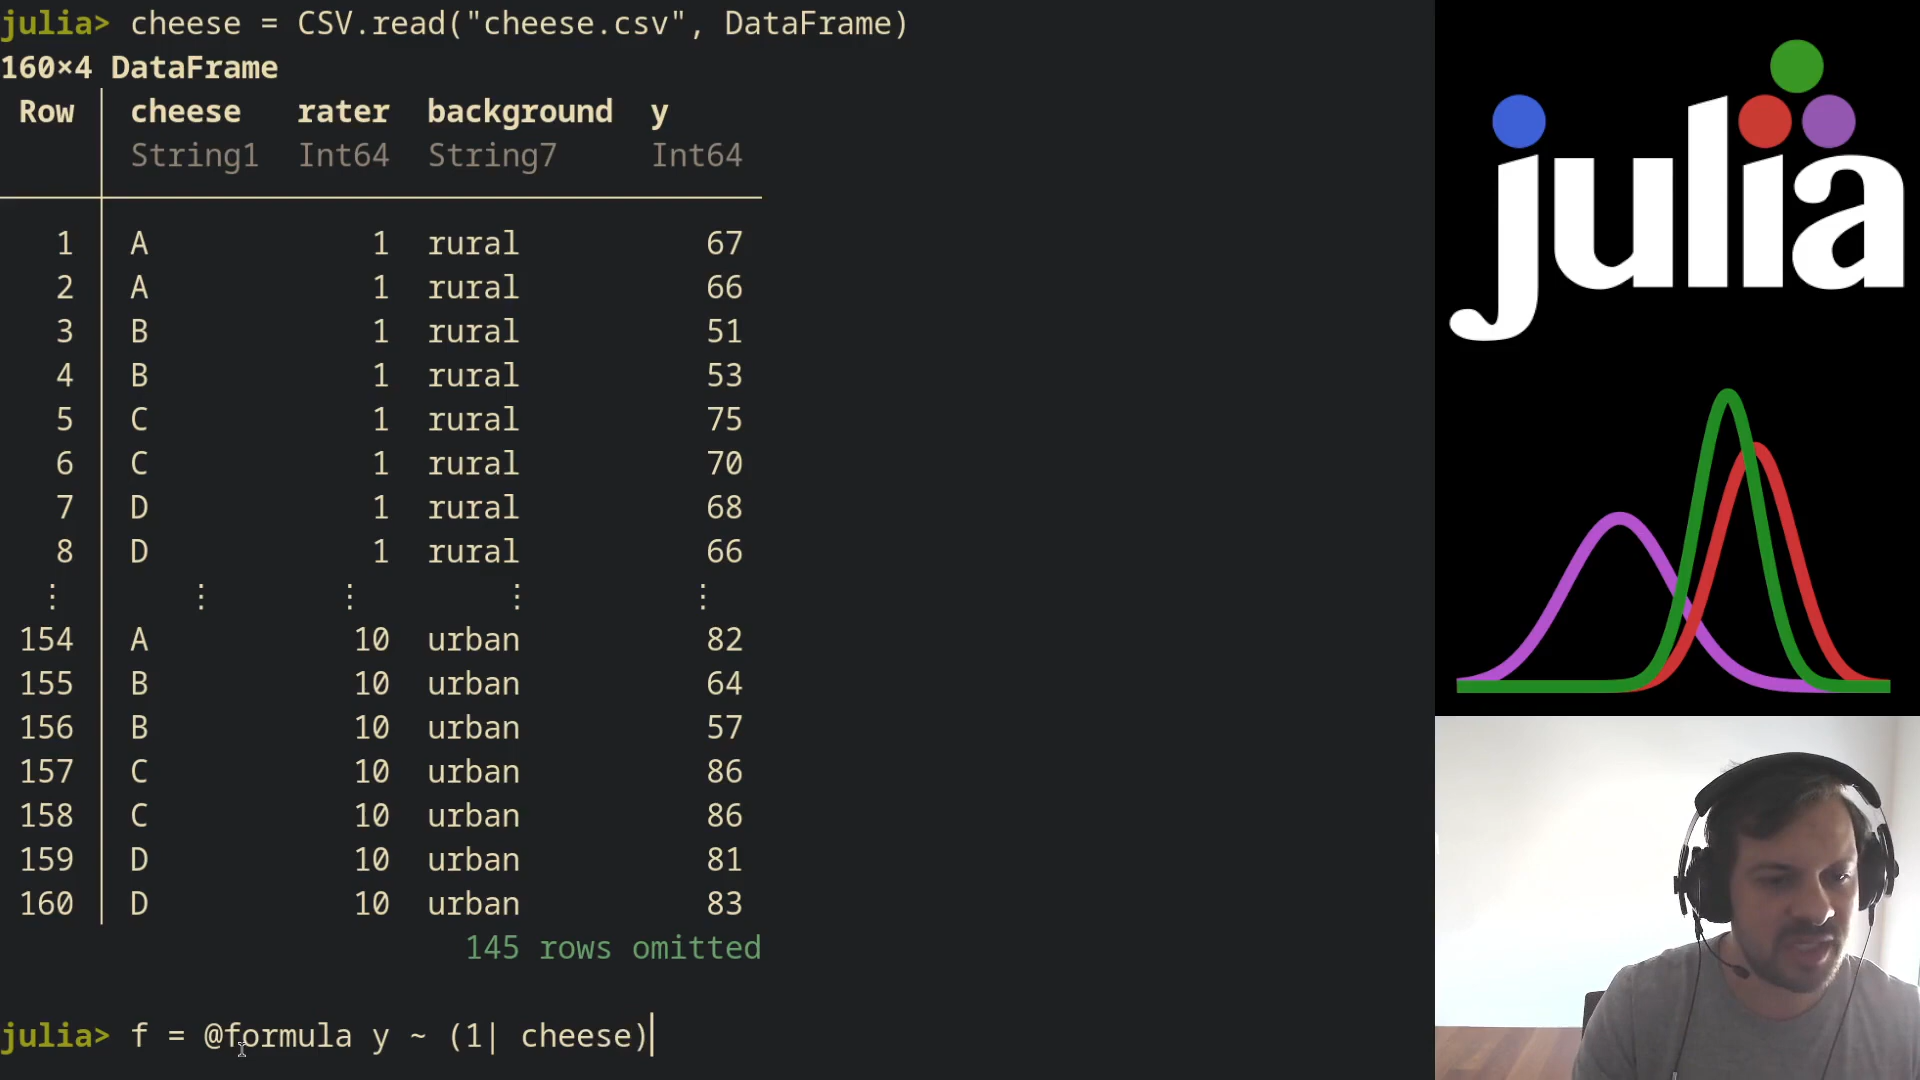 julia> cheese = CSV.read("cheese.csv", DataFrame)
160×4 DataFrame
Row cheese rater background y
String1 Int64 String7 Int64
1 A 1 rural 67
2 A 1 rural 66
3 B 1 rural 51
4 B 1 rural 53
5 C 1 rural 75
6 C 1 rural 70
7 D 1 rural 68
8 D 1 rural 66
⋮ ⋮ ⋮ ⋮ ⋮
154 A 10 urban 82
155 B 10 urban 64
156 B 10 urban 57
157 C 10 urban 86
158 C 10 urban 86
159 D 10 urban 81
160 D 10 urban 83
145 rows omitted
julia> f = @formula y ~ (1| cheese)
julia